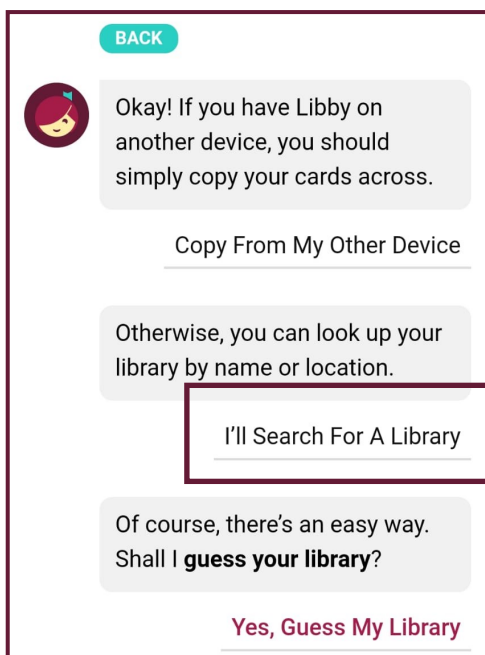 BACK
Okay! If you have Libby on
another device, you should
simply copy your cards across.
Copy From My Other Device
Otherwise, you can look up your
library by name or location.
I’ll Search For A Library
Of course, there’s an easy way.
Shall I guess your library?
Yes, Guess My Library